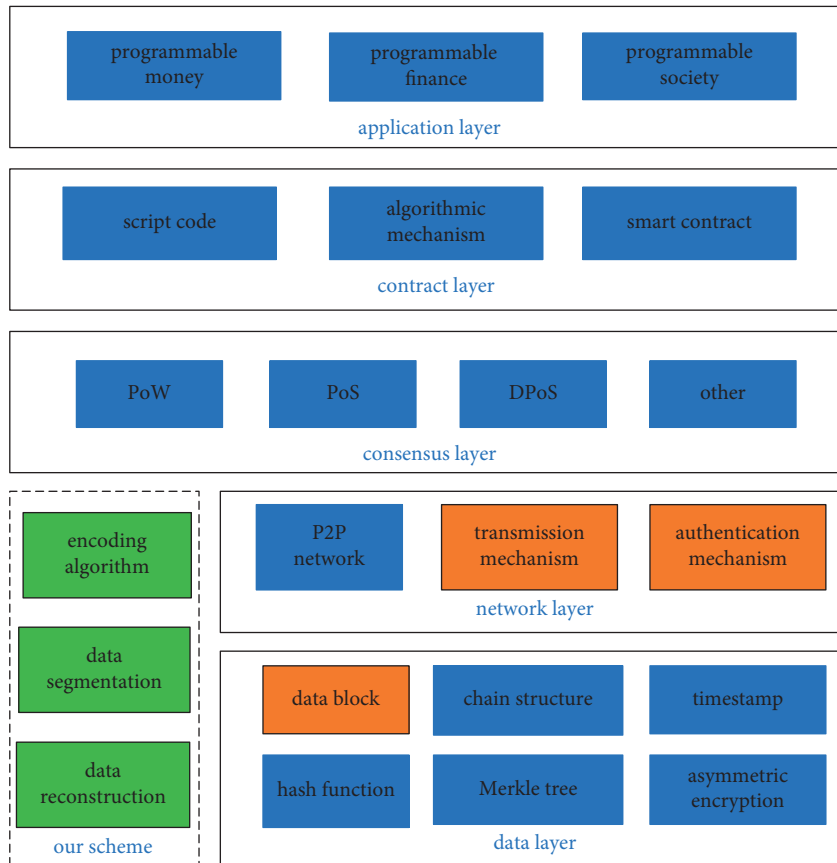 programmable
money
programmable
finance
programmable
society
application layer
script code
algorithmic
mechanism
smart contract
contract layer
PoW
PoS
DPoS
other
consensus layer
encoding
algorithm
data
segmentation
data
reconstruction
our scheme
P2P
network
transmission
mechanism
authentication
mechanism
network layer
data block
chain structure
timestamp
hash function
Merkle tree
asymmetric
encryption
data layer